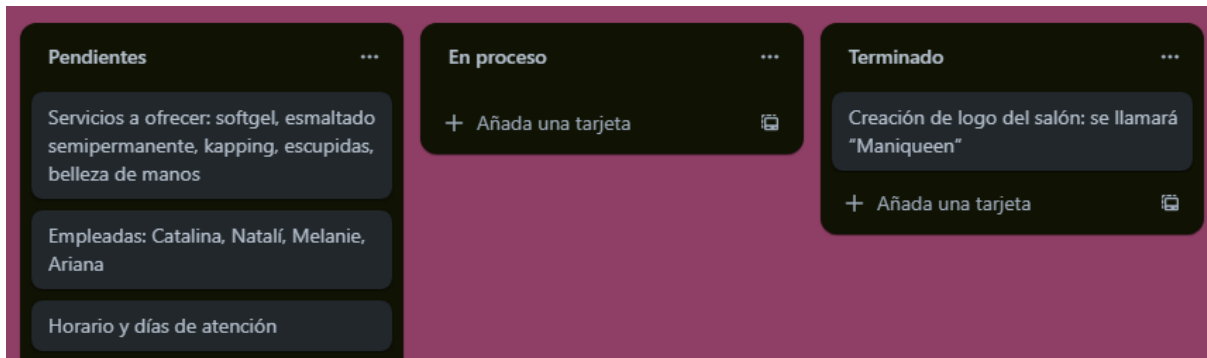 Pendientes
Servicios a ofrecer: softgel, esmaltado
semipermanente, kapping, escupidas,
belleza de manos
Empleadas: Catalina, Natalí, Melanie,
Ariana
Horario y días de atención
En proceso
+ Añada una tarjeta
Terminado
Creación de logo del salón: se llamará
"Maniqueen"
+ Añada una tarjeta